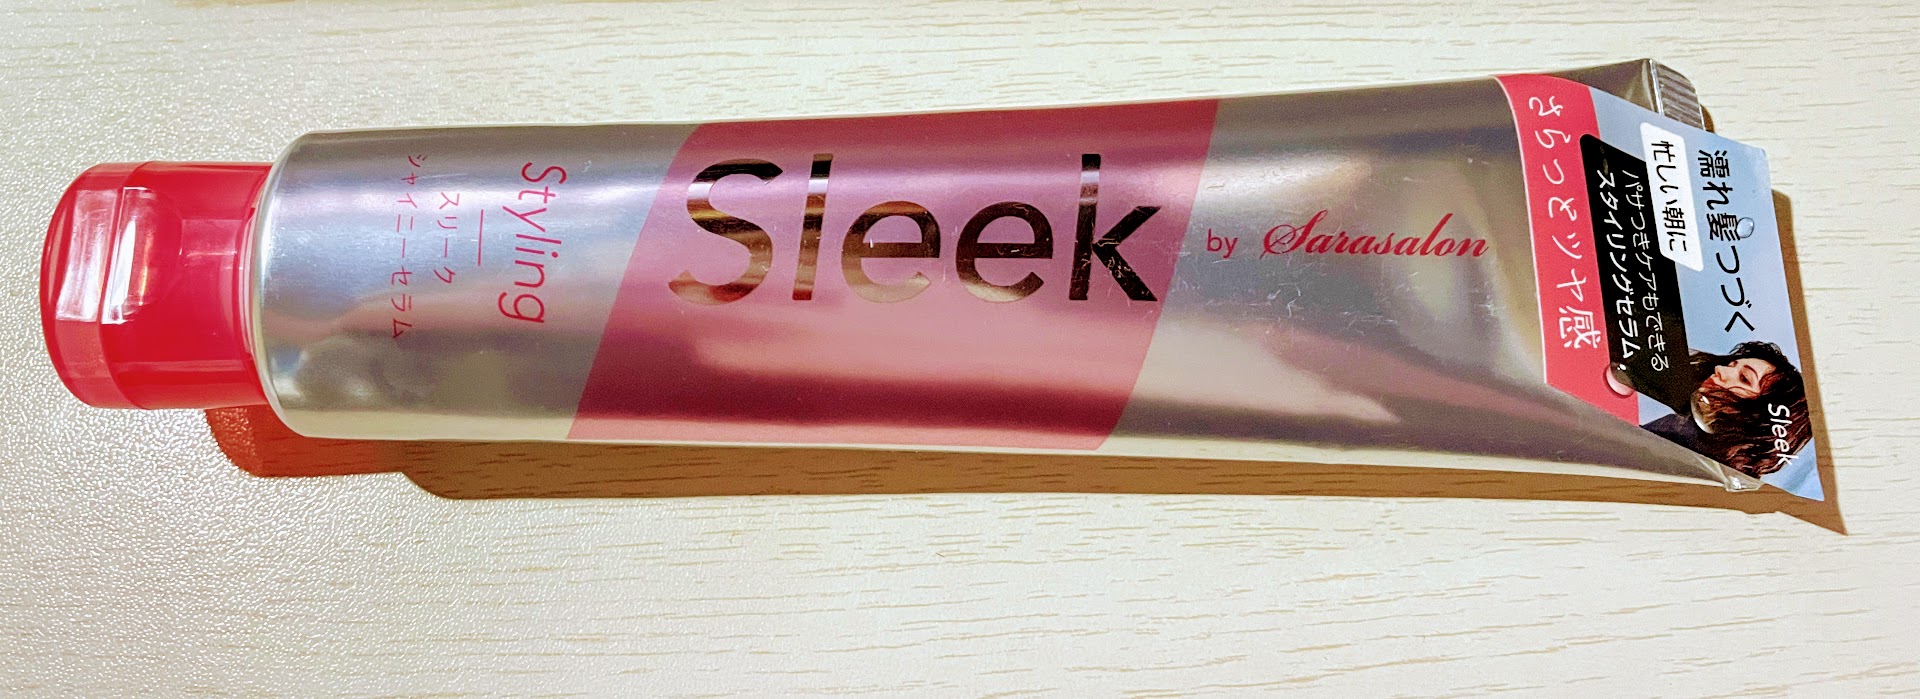 Sleek
by Sarasalon
Styling
スリーク
シャイニーセラム
濡れ髪つづく
忙しい朝に
パサつきケアもできる
スタイリングセラム.
さらっとツヤ感
Sleek